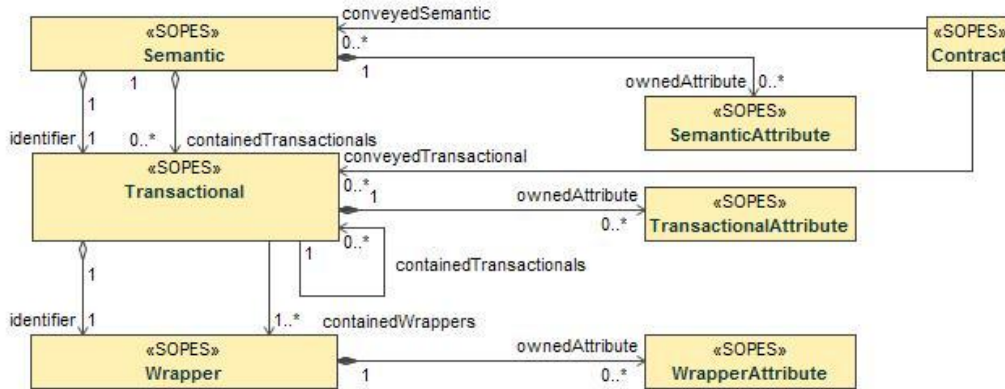 conveyedSemantic
«SOPES»
Semantic
0..*
1
«SOPES»
Contract
1
1
ownedAttribute
0..*
«SOPES»
SemanticAttribute
identifier
1
0..*
containedTransactionals
«SOPES»
Transactional
conveyedTransactional
0..*
1
ownedAttribute
0..*
«SOPES»
TransactionalAttribute
1
1
0..*
containedTransactionals
identifier
1
1..*
containedWrappers
«SOPES»
Wrapper
1
ownedAttribute
0..*
«SOPES»
WrapperAttribute